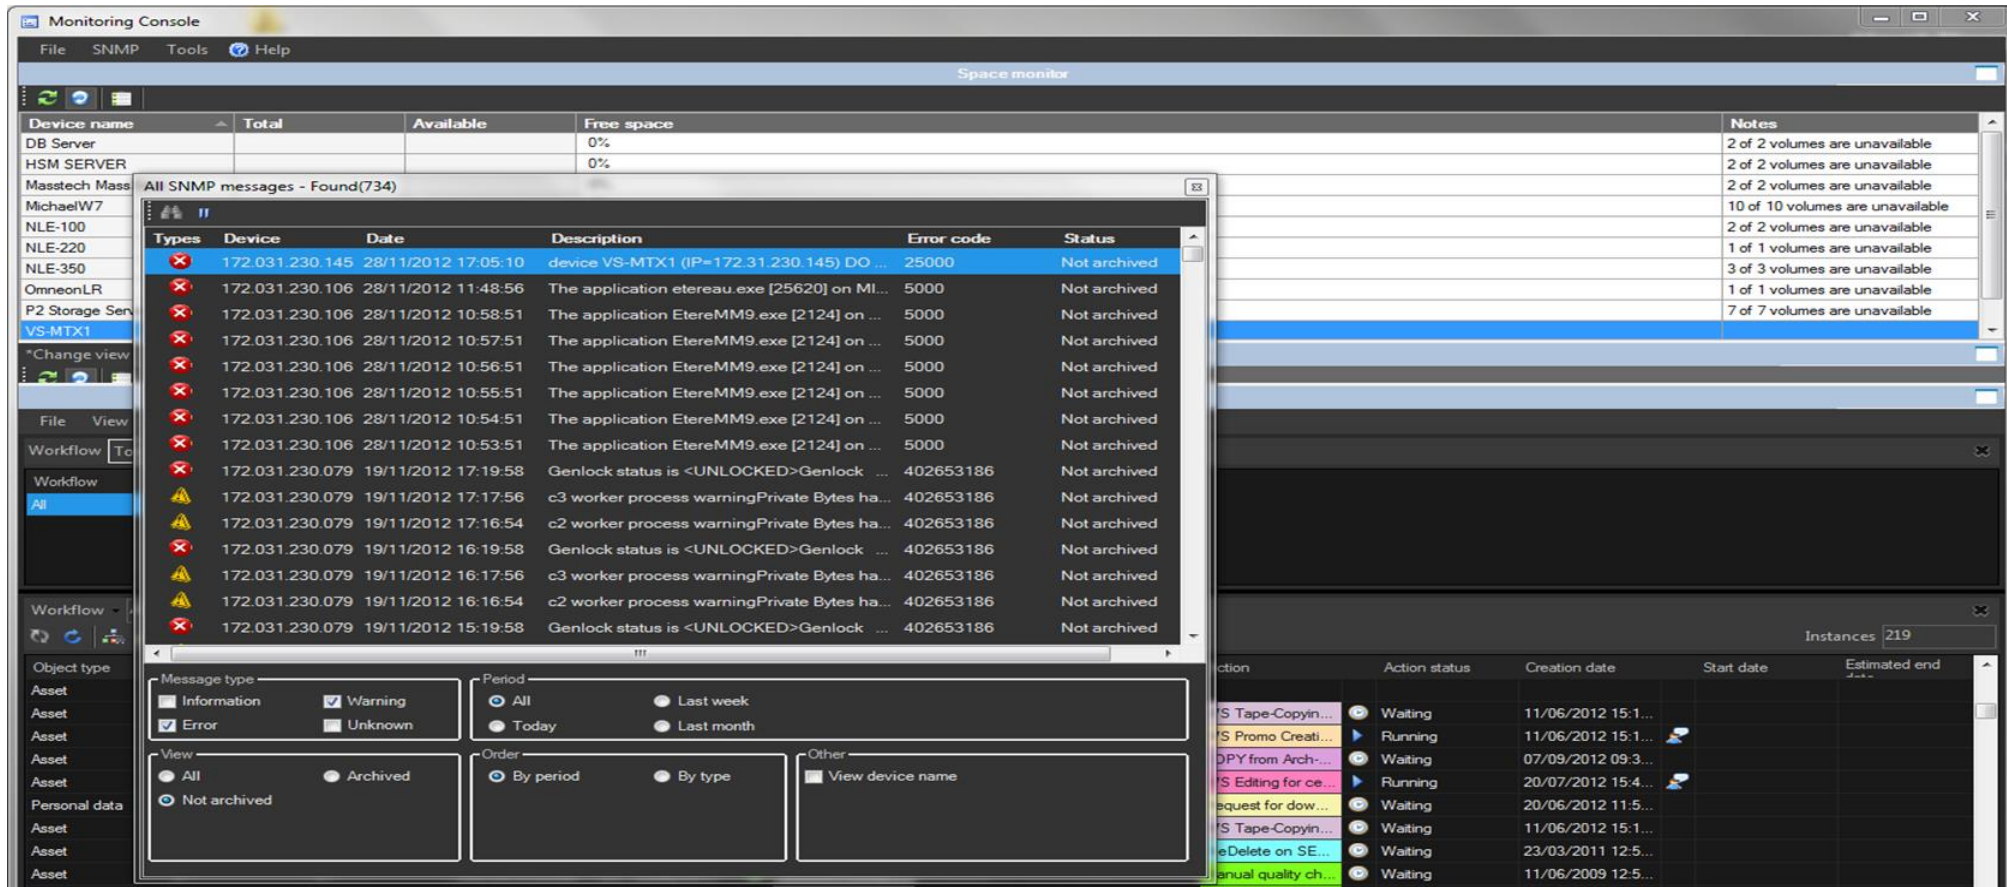 Monitoring Console
File SNMP Tools Help
Space monitor
Device name Total Available Free space Notes
DB Server 0% 2 of 2 volumes are unavailable
HSM SERVER 0% 2 of 2 volumes are unavailable
Masstech Mass 2 of 2 volumes are unavailable
MichaelW7 10 of 10 volumes are unavailable
NLE-100 2 of 2 volumes are unavailable
NLE-220 1 of 1 volumes are unavailable
NLE-350 3 of 3 volumes are unavailable
OmneonLR 1 of 1 volumes are unavailable
P2 Storage Serv 7 of 7 volumes are unavailable
VS-MTX1
*Change view
File View
Workflow To
Workflow
All
All SNMP messages - Found(734)
Types Device Date Description Error code Status
172.031.230.145 28/11/2012 17:05:10 device VS-MTX1 (IP=172.31.230.145) DO ... 25000 Not archived
172.031.230.106 28/11/2012 11:48:56 The application etereau.exe [25620] on MI... 5000 Not archived
172.031.230.106 28/11/2012 10:58:51 The application EtereMM9.exe [2124] on ... 5000 Not archived
172.031.230.106 28/11/2012 10:57:51 The application EtereMM9.exe [2124] on ... 5000 Not archived
172.031.230.106 28/11/2012 10:56:51 The application EtereMM9.exe [2124] on ... 5000 Not archived
172.031.230.106 28/11/2012 10:55:51 The application EtereMM9.exe [2124] on ... 5000 Not archived
172.031.230.106 28/11/2012 10:54:51 The application EtereMM9.exe [2124] on ... 5000 Not archived
172.031.230.106 28/11/2012 10:53:51 The application EtereMM9.exe [2124] on ... 5000 Not archived
172.031.230.079 19/11/2012 17:19:58 Genlock status is <UNLOCKED>Genlock ... 402653186 Not archived
172.031.230.079 19/11/2012 17:17:56 c3 worker process warningPrivate Bytes ha... 402653186 Not archived
172.031.230.079 19/11/2012 17:16:54 c2 worker process warningPrivate Bytes ha... 402653186 Not archived
172.031.230.079 19/11/2012 16:19:58 Genlock status is <UNLOCKED>Genlock ... 402653186 Not archived
172.031.230.079 19/11/2012 16:17:56 c3 worker process warningPrivate Bytes ha... 402653186 Not archived
172.031.230.079 19/11/2012 16:16:54 c2 worker process warningPrivate Bytes ha... 402653186 Not archived
172.031.230.079 19/11/2012 15:19:58 Genlock status is <UNLOCKED>Genlock ... 402653186 Not archived
Message type Period
Information Warning All Last week
Error Unknown Today Last month
View Order Other
All Archived By period By type View device name
Not archived
Workflow
Instances 219
Object type ction Action status Creation date Start date Estimated end
Asset
Asset 'S Tape-Copyin... Waiting 11/06/2012 15:1...
Asset 'S Promo Creati... Running 11/06/2012 15:1...
Asset OPY from Arch-... Waiting 07/09/2012 09:3...
Asset 'S Editing for ce... Running 20/07/2012 15:4...
Personal data equest for dow... Waiting 20/06/2012 11:5...
Asset 'S Tape-Copyin... Waiting 11/06/2012 15:1...
Asset eDelete on SE... Waiting 23/03/2011 12:5...
Asset anual quality ch... Waiting 11/06/2009 12:5...